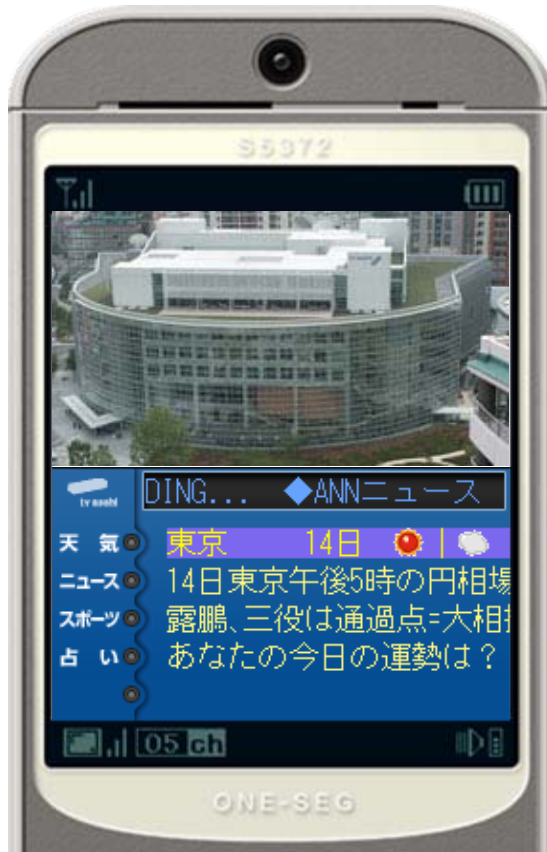 S5372
DING... ◆ANNニュース
tv asahi
天 気
東京 14日
ニュース
14日東京午後5時の円相場
スポーツ
露鵬、三役は通過点=大相撲
占い
あなたの今日の運勢は？
05 ch
ONE-SEG